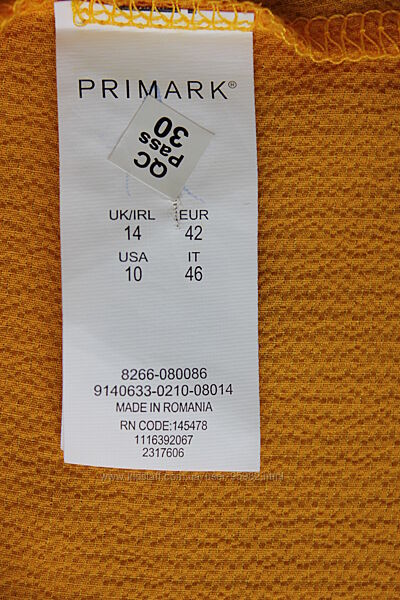 PRIMARK®
QC
Pass
30
UK/IRL EUR
14 42
USA IT
10 46
8266-080086
9140633-0210-08014
MADE IN ROMANIA
RN CODE:145478
1116392067
2317606